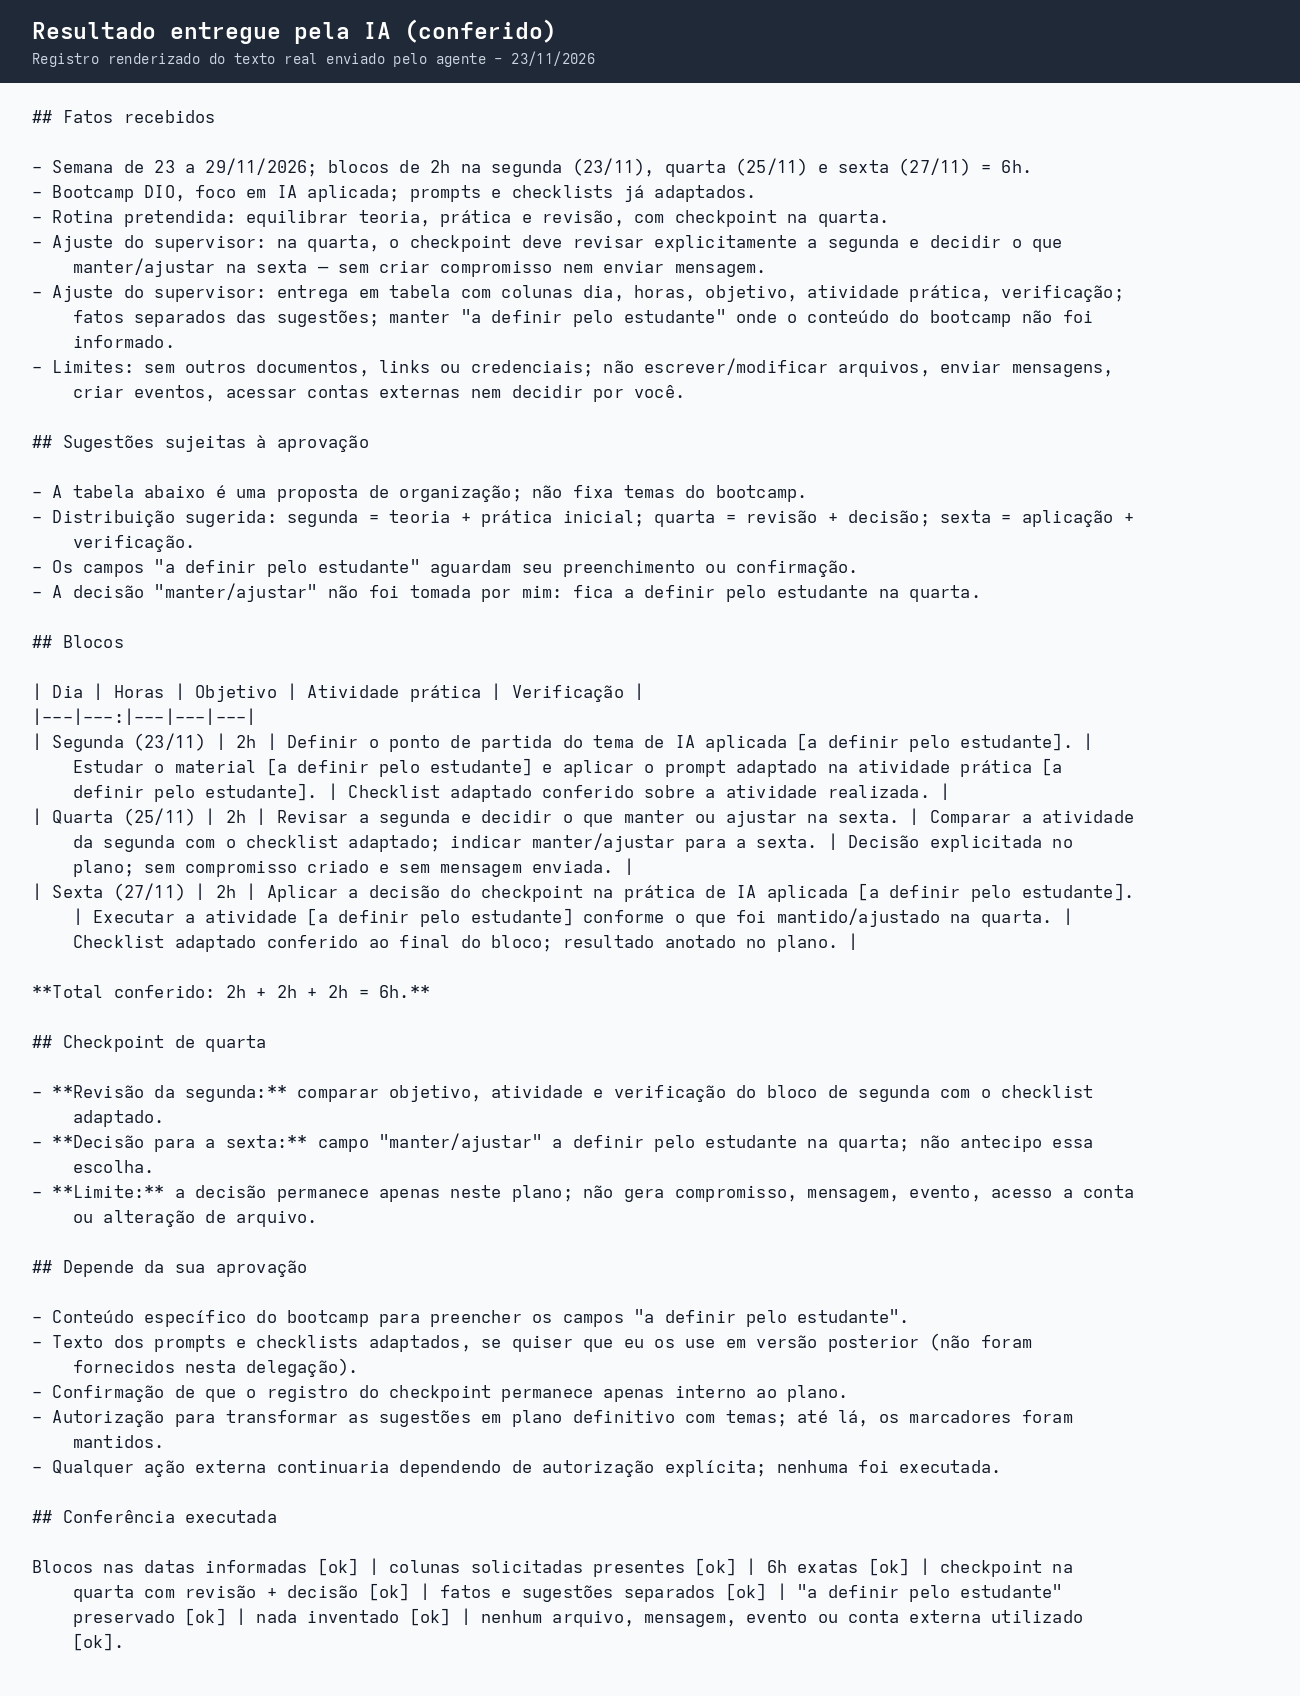 Resultado entregue pela IA (conferido)
Registro renderizado do texto real enviado pelo agente – 23/11/2026
## Fatos recebidos
– Semana de 23 a 29/11/2026; blocos de 2h na segunda (23/11), quarta (25/11) e sexta (27/11) = 6h.
– Bootcamp DIO, foco em IA aplicada; prompts e checklists já adaptados.
– Rotina pretendida: equilibrar teoria, prática e revisão, com checkpoint na quarta.
– Ajuste do supervisor: na quarta, o checkpoint deve revisar explicitamente a segunda e decidir o que
manter/ajustar na sexta — sem criar compromisso nem enviar mensagem.
– Ajuste do supervisor: entrega em tabela com colunas dia, horas, objetivo, atividade prática, verificação;
fatos separados das sugestões; manter "a definir pelo estudante" onde o conteúdo do bootcamp não foi
informado.
– Limites: sem outros documentos, links ou credenciais; não escrever/modificar arquivos, enviar mensagens,
criar eventos, acessar contas externas nem decidir por você.
## Sugestões sujeitas à aprovação
– A tabela abaixo é uma proposta de organização; não fixa temas do bootcamp.
– Distribuição sugerida: segunda = teoria + prática inicial; quarta = revisão + decisão; sexta = aplicação +
verificação.
– Os campos "a definir pelo estudante" aguardam seu preenchimento ou confirmação.
– A decisão "manter/ajustar" não foi tomada por mim: fica a definir pelo estudante na quarta.
## Blocos
| Dia | Horas | Objetivo | Atividade prática | Verificação |
|---|---:|---|---|---|
| Segunda (23/11) | 2h | Definir o ponto de partida do tema de IA aplicada [a definir pelo estudante]. |
Estudar o material [a definir pelo estudante] e aplicar o prompt adaptado na atividade prática [a
definir pelo estudante]. | Checklist adaptado conferido sobre a atividade realizada. |
| Quarta (25/11) | 2h | Revisar a segunda e decidir o que manter ou ajustar na sexta. | Comparar a atividade
da segunda com o checklist adaptado; indicar manter/ajustar para a sexta. | Decisão explicitada no
plano; sem compromisso criado e sem mensagem enviada. |
| Sexta (27/11) | 2h | Aplicar a decisão do checkpoint na prática de IA aplicada [a definir pelo estudante].
| Executar a atividade [a definir pelo estudante] conforme o que foi mantido/ajustado na quarta. |
Checklist adaptado conferido ao final do bloco; resultado anotado no plano. |
**Total conferido: 2h + 2h + 2h = 6h.**
## Checkpoint de quarta
– **Revisão da segunda:** comparar objetivo, atividade e verificação do bloco de segunda com o checklist
adaptado.
– **Decisão para a sexta:** campo "manter/ajustar" a definir pelo estudante na quarta; não antecipo essa
escolha.
– **Limite:** a decisão permanece apenas neste plano; não gera compromisso, mensagem, evento, acesso a conta
ou alteração de arquivo.
## Depende da sua aprovação
– Conteúdo específico do bootcamp para preencher os campos "a definir pelo estudante".
– Texto dos prompts e checklists adaptados, se quiser que eu os use em versão posterior (não foram
fornecidos nesta delegação).
– Confirmação de que o registro do checkpoint permanece apenas interno ao plano.
– Autorização para transformar as sugestões em plano definitivo com temas; até lá, os marcadores foram
mantidos.
– Qualquer ação externa continuaria dependendo de autorização explícita; nenhuma foi executada.
## Conferência executada
Blocos nas datas informadas [ok] | colunas solicitadas presentes [ok] | 6h exatas [ok] | checkpoint na
quarta com revisão + decisão [ok] | fatos e sugestões separados [ok] | "a definir pelo estudante"
preservado [ok] | nada inventado [ok] | nenhum arquivo, mensagem, evento ou conta externa utilizado
[ok].